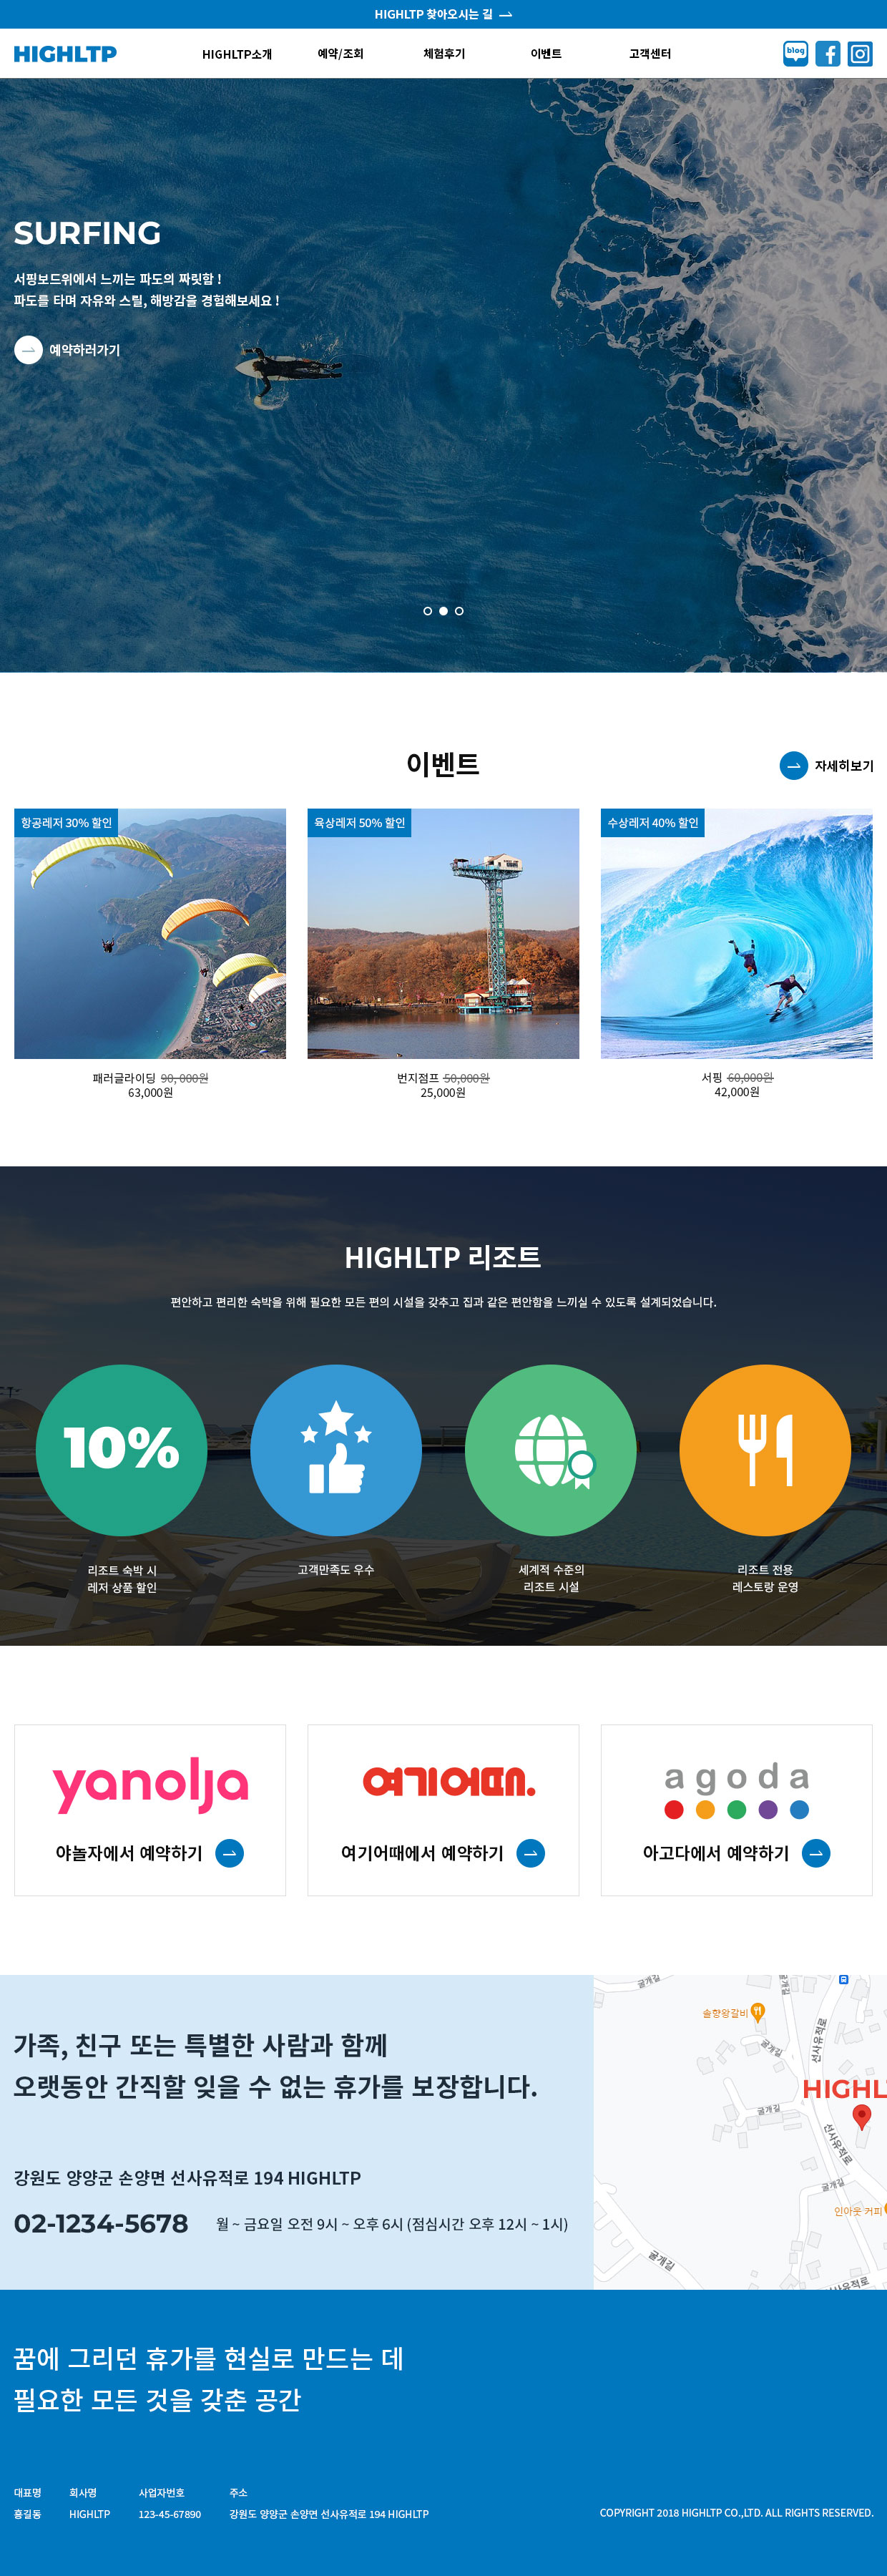 HIGHLTP 찾아오시는 길
HIGHLTP
HIGHLTP소개
예약/조회
체험후기
이벤트
고객센터
blog
SURFING
서핑보드위에서 느끼는 파도의 짜릿함 !
파도를 타며 자유와 스릴, 해방감을 경험해보세요 !
예약하러가기
이벤트
자세히보기
항공레저 30% 할인
육상레저 50% 할인
수상레저 40% 할인
패러글라이딩 90, 000원
63,000원
번지점프 50,000원
25,000원
서핑 60,000원
42,000원
HIGHLTP 리조트
편안하고 편리한 숙박을 위해 필요한 모든 편의 시설을 갖추고 집과 같은 편안함을 느끼실 수 있도록 설계되었습니다.
10%
리조트 숙박 시
레저 상품 할인
고객만족도 우수
세계적 수준의
리조트 시설
리조트 전용
레스토랑 운영
yanolja
야놀자에서 예약하기
여기어때.
여기어때에서 예약하기
agoda
아고다에서 예약하기
가족, 친구 또는 특별한 사람과 함께
오랫동안 간직할 잊을 수 없는 휴가를 보장합니다.
강원도 양양군 손양면 선사유적로 194 HIGHLTP
02-1234-5678
월 ~ 금요일 오전 9시 ~ 오후 6시 (점심시간 오후 12시 ~ 1시)
굴개길
굴개길
솔향왕갈비
선사유적로
굴개길
HIGHL
굴개길
선사유적로
굴개길
인아웃 커피
굴개길
선사유적로
꿈에 그리던 휴가를 현실로 만드는 데
필요한 모든 것을 갖춘 공간
대표명
회사명
사업자번호
주소
홍길동
HIGHLTP
123-45-67890
강원도 양양군 손양면 선사유적로 194 HIGHLTP
COPYRIGHT 2018 HIGHLTP CO.,LTD. ALL RIGHTS RESERVED.